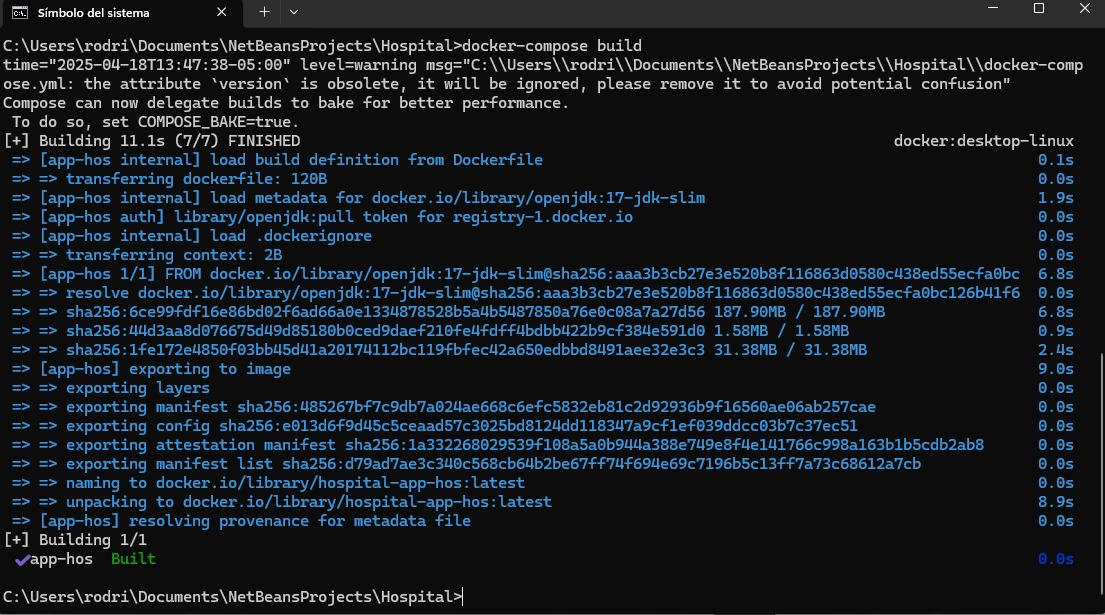 Símbolo del sistema
C:\Users\rodri\Documents\NetBeansProjects\Hospital>docker-compose build
time="2025-04-18T13:47:38-05:00" level=warning msg="C:\\Users\\rodri\\Documents\\NetBeansProjects\\Hospital\\docker-comp
ose.yml: the attribute `version` is obsolete, it will be ignored, please remove it to avoid potential confusion"
Compose can now delegate builds to bake for better performance.
 To do so, set COMPOSE_BAKE=true.
[+] Building 11.1s (7/7) FINISHED docker:desktop-linux
 => [app-hos internal] load build definition from Dockerfile 0.1s
 => => transferring dockerfile: 120B 0.0s
 => [app-hos internal] load metadata for docker.io/library/openjdk:17-jdk-slim 1.9s
 => [app-hos auth] library/openjdk:pull token for registry-1.docker.io 0.0s
 => [app-hos internal] load .dockerignore 0.0s
 => => transferring context: 2B 0.0s
 => [app-hos 1/1] FROM docker.io/library/openjdk:17-jdk-slim@sha256:aaa3b3cb27e3e520b8f116863d0580c438ed55ecfa0bc 6.8s
 => => resolve docker.io/library/openjdk:17-jdk-slim@sha256:aaa3b3cb27e3e520b8f116863d0580c438ed55ecfa0bc126b41f6 0.0s
 => => sha256:6ce99fdf16e86bd02f6ad66a0e1334878528b5a4b5487850a76e0c08a7a27d56 187.90MB / 187.90MB 6.8s
 => => sha256:44d3aa8d076675d49d85180b0ced9daef210fe4fdff4bdbb422b9cf384e591d0 1.58MB / 1.58MB 0.9s
 => => sha256:1fe172e4850f03bb45d41a20174112bc119fbfec42a650edbbd8491aee32e3c3 31.38MB / 31.38MB 2.4s
 => [app-hos] exporting to image 9.0s
 => => exporting layers 0.0s
 => => exporting manifest sha256:485267bf7c9db7a024ae668c6efc5832eb81c2d92936b9f16560ae06ab257cae 0.0s
 => => exporting config sha256:e013d6f9d45c5ceaad57c3025bd8124dd118347a9cf1ef039ddcc03b7c37ec51 0.0s
 => => exporting attestation manifest sha256:1a332268029539f108a5a0b944a388e749e8f4e141766c998a163b1b5cdb2ab8 0.0s
 => => exporting manifest list sha256:d79ad7ae3c340c568cb64b2be67ff74f694e69c7196b5c13ff7a73c68612a7cb 0.0s
 => => naming to docker.io/library/hospital-app-hos:latest 0.0s
 => => unpacking to docker.io/library/hospital-app-hos:latest 8.9s
 => [app-hos] resolving provenance for metadata file 0.0s
[+] Building 1/1
 ✔app-hos  Built 0.0s
C:\Users\rodri\Documents\NetBeansProjects\Hospital>